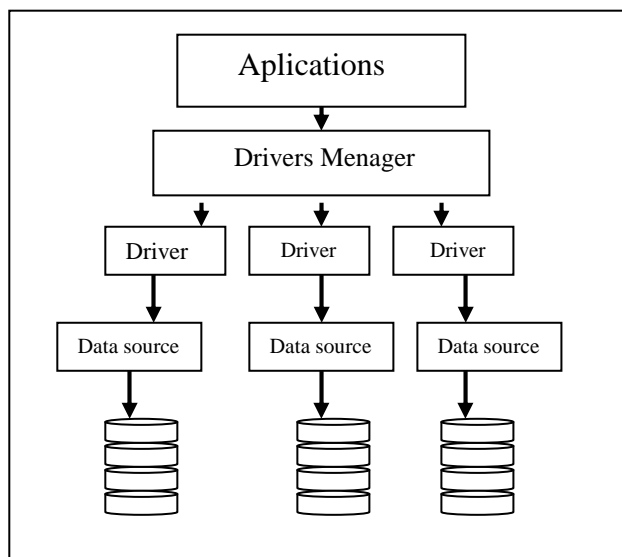 Aplications
Drivers Menager
Driver
Driver
Driver
Data source
Data source
Data source